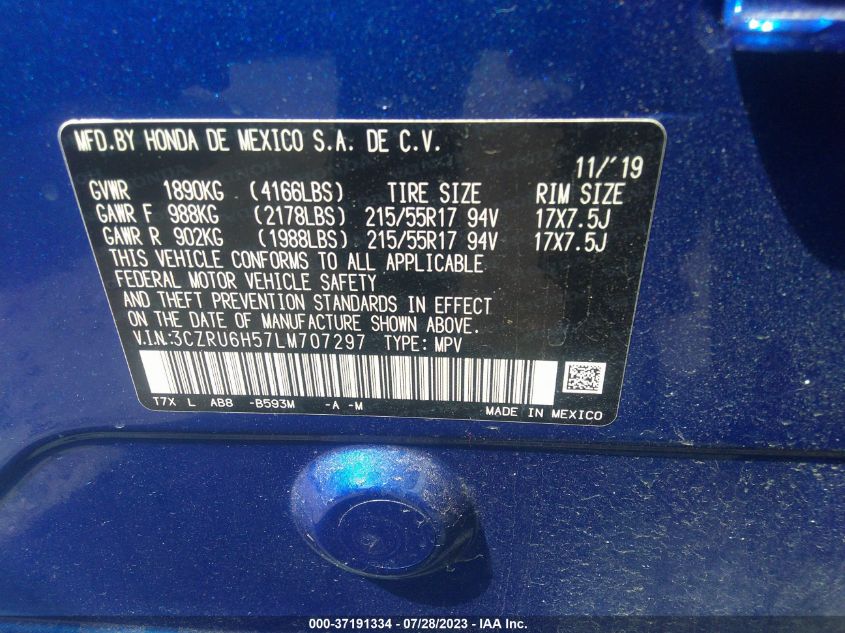 MFD.BY HONDA DE MEXICO S.A. DE C.V.
11/'19
GVWR 1890KG (4166LBS) TIRE SIZE RIM SIZE
GAWR F 988KG (2178LBS) 215/55R17 94V 17X7.5J
GAWR R 902KG (1988LBS) 215/55R17 94V 17X7.5J
THIS VEHICLE CONFORMS TO ALL APPLICABLE
FEDERAL MOTOR VEHICLE SAFETY
AND THEFT PREVENTION STANDARDS IN EFFECT
ON THE DATE OF MANUFACTURE SHOWN ABOVE.
V.I.N:3CZRU6H57LM707297 TYPE: MPV
T7X L AB8 -B593M -A -M MADE IN MEXICO
000-37191334 - 07/28/2023 - IAA Inc.